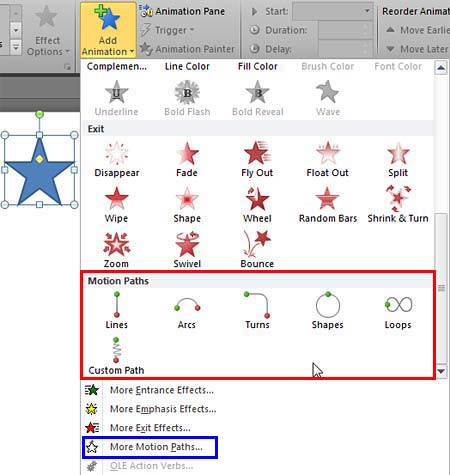 Effect Options
Add Animation
Animation Pane
Trigger
Animation Painter
Start:
Duration:
Delay:
Reorder Animat
Move Earlier
Move Later
Complemen... Line Color Fill Color Brush Color Font Color
Underline Bold Flash Bold Reveal Wave
Exit
Disappear Fade Fly Out Float Out Split
Wipe Shape Wheel Random Bars Shrink & Turn
Zoom Swivel Bounce
Motion Paths
Lines Arcs Turns Shapes Loops
Custom Path
More Entrance Effects...
More Emphasis Effects...
More Exit Effects...
More Motion Paths...
OLE Action Verbs...